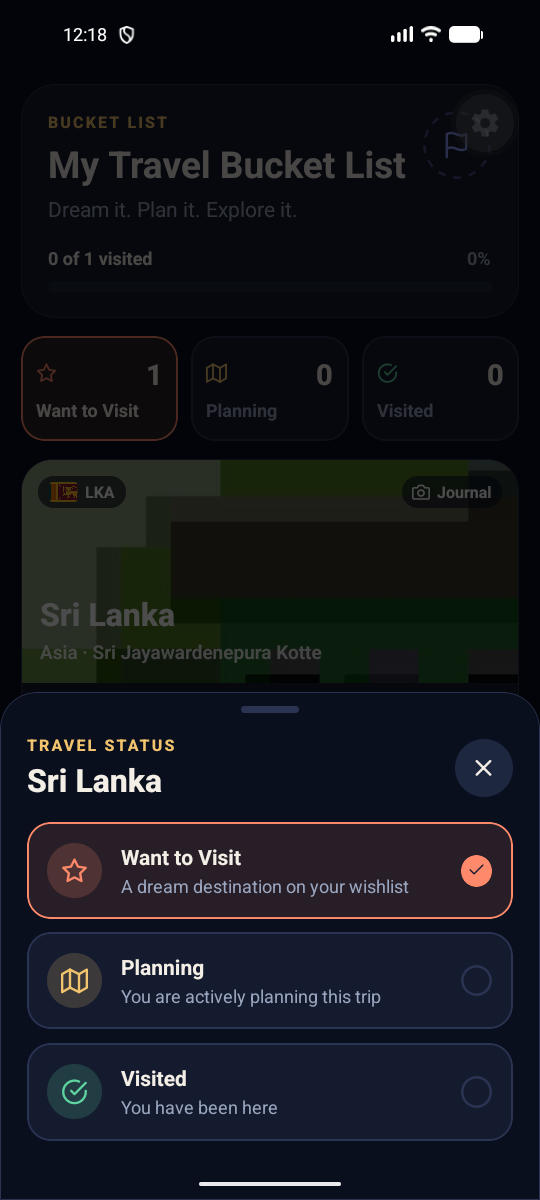 12:18
BUCKET LIST
My Travel Bucket List
Dream it. Plan it. Explore it.
0 of 1 visited
0%
1
Want to Visit
0
Planning
0
Visited
LKA
Journal
Sri Lanka
Asia · Sri Jayawardenepura Kotte
TRAVEL STATUS
Sri Lanka
Want to Visit
A dream destination on your wishlist
Planning
You are actively planning this trip
Visited
You have been here